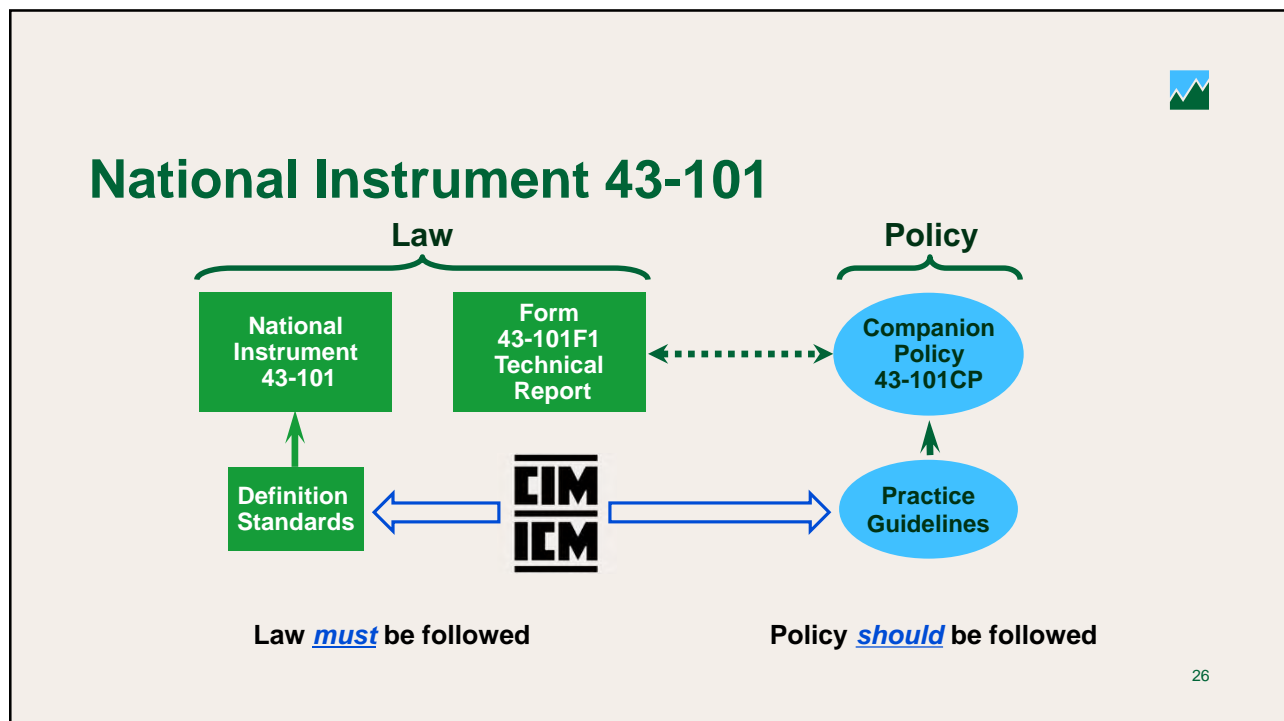 National Instrument 43-101
Law
Policy
National
Instrument
43-101
Form
43-101F1
Technical
Report
Companion
Policy
43-101CP
Definition
Standards
CIM
ICM
Practice
Guidelines
Law must be followed
Policy should be followed
26